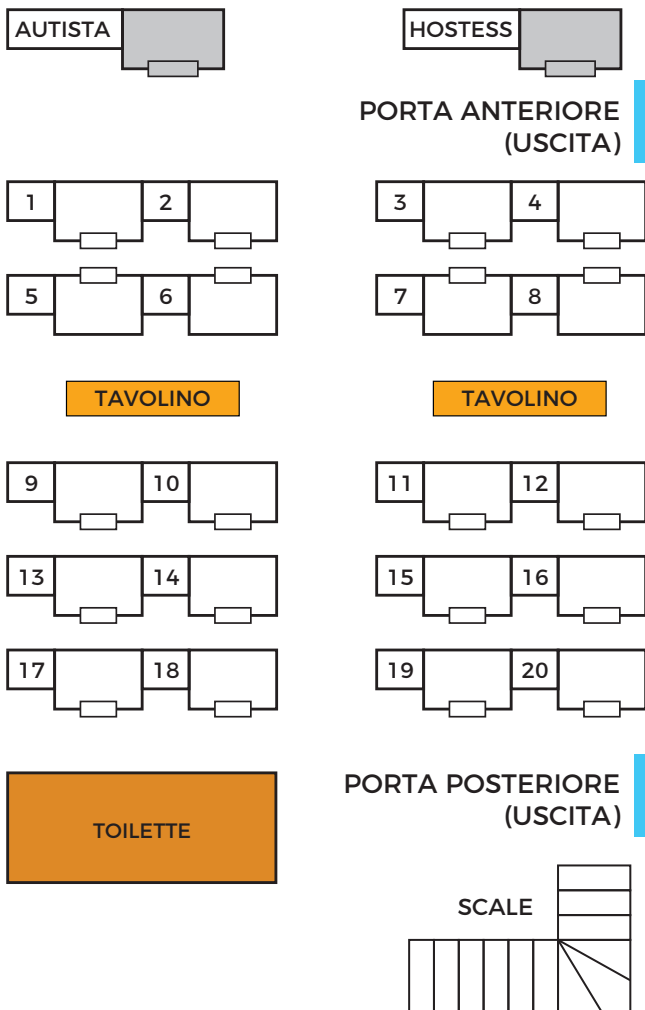 AUTISTA
HOSTESS
PORTA ANTERIORE
(USCITA)
1 2 3 4
5 6 7 8
TAVOLINO TAVOLINO
9 10 11 12
13 14 15 16
17 18 19 20
TOILETTE
PORTA POSTERIORE
(USCITA)
SCALE